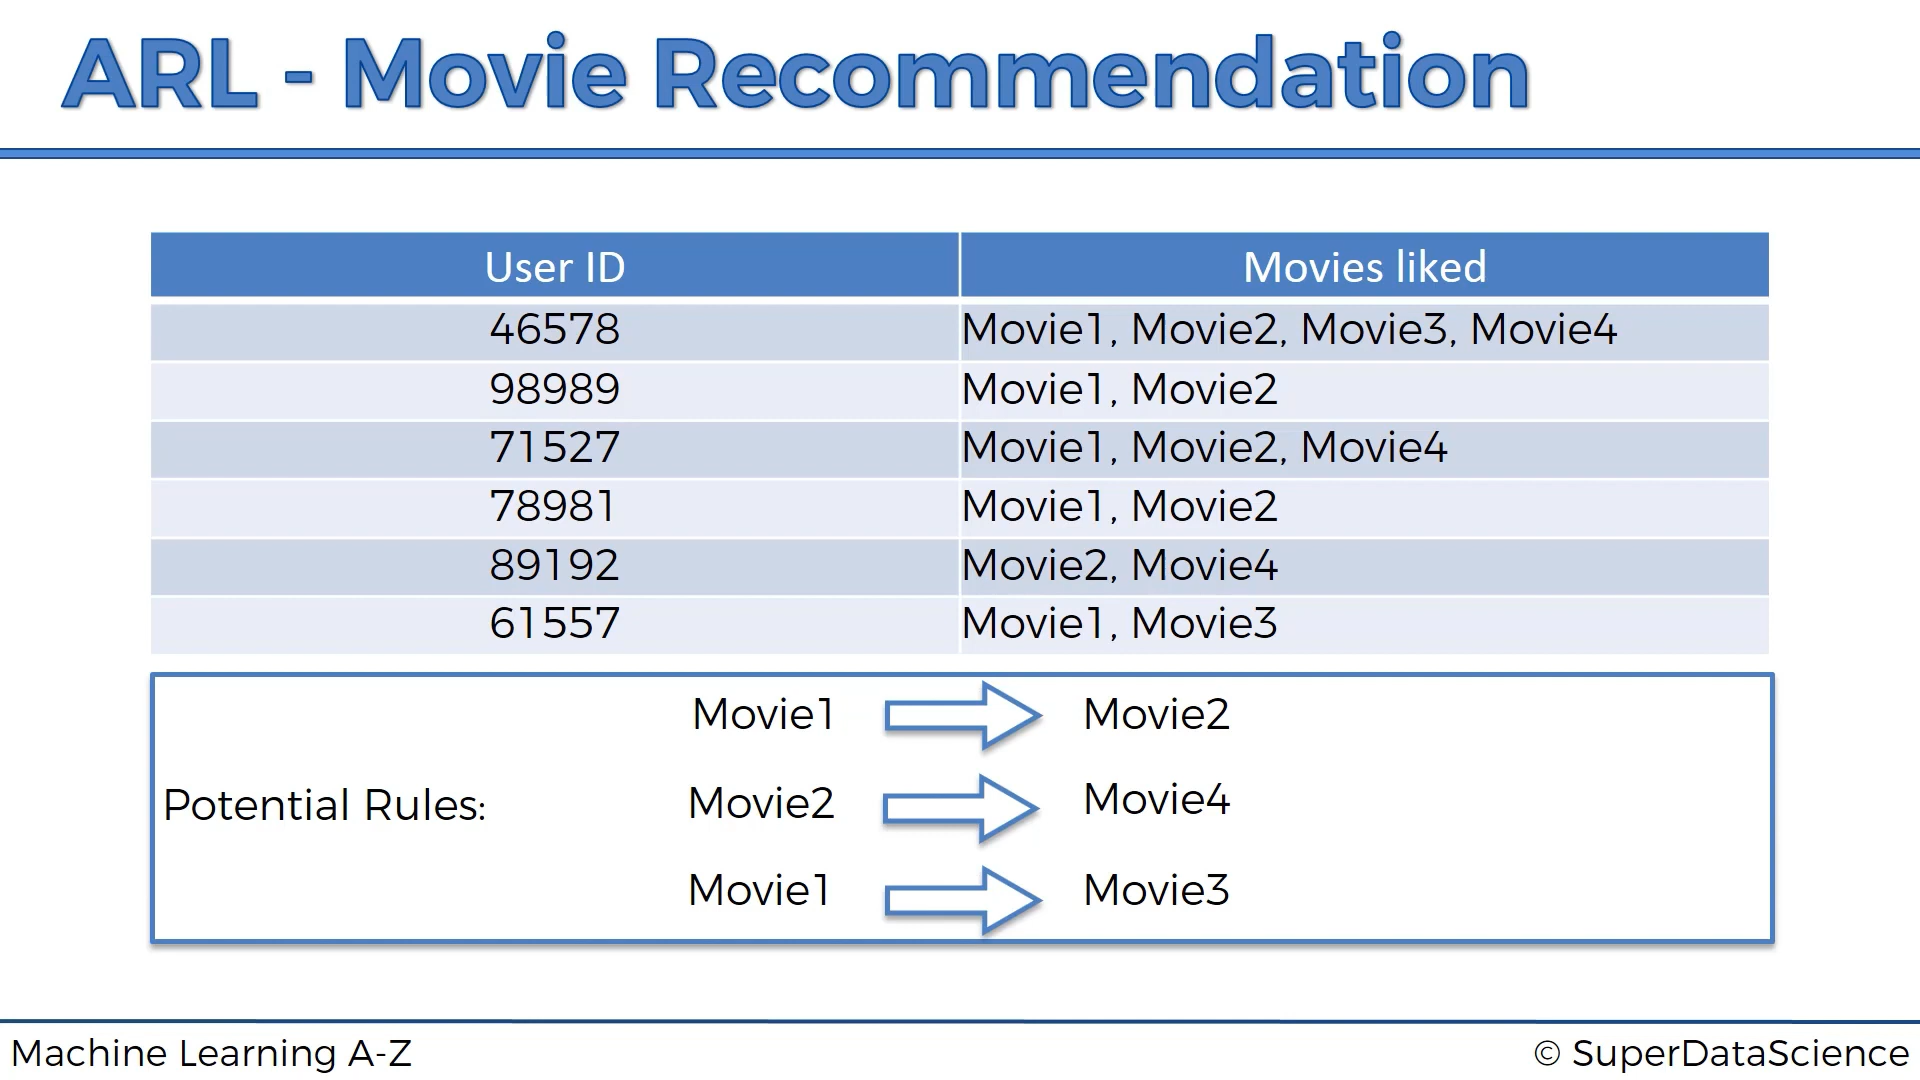 ARL - Movie Recommendation
User ID Movies liked
46578 Movie1, Movie2, Movie3, Movie4
98989 Movie1, Movie2
71527 Movie1, Movie2, Movie4
78981 Movie1, Movie2
89192 Movie2, Movie4
61557 Movie1, Movie3
Movie1 Movie2
Potential Rules: Movie2 Movie4
Movie1 Movie3
Machine Learning A-Z © SuperDataScience